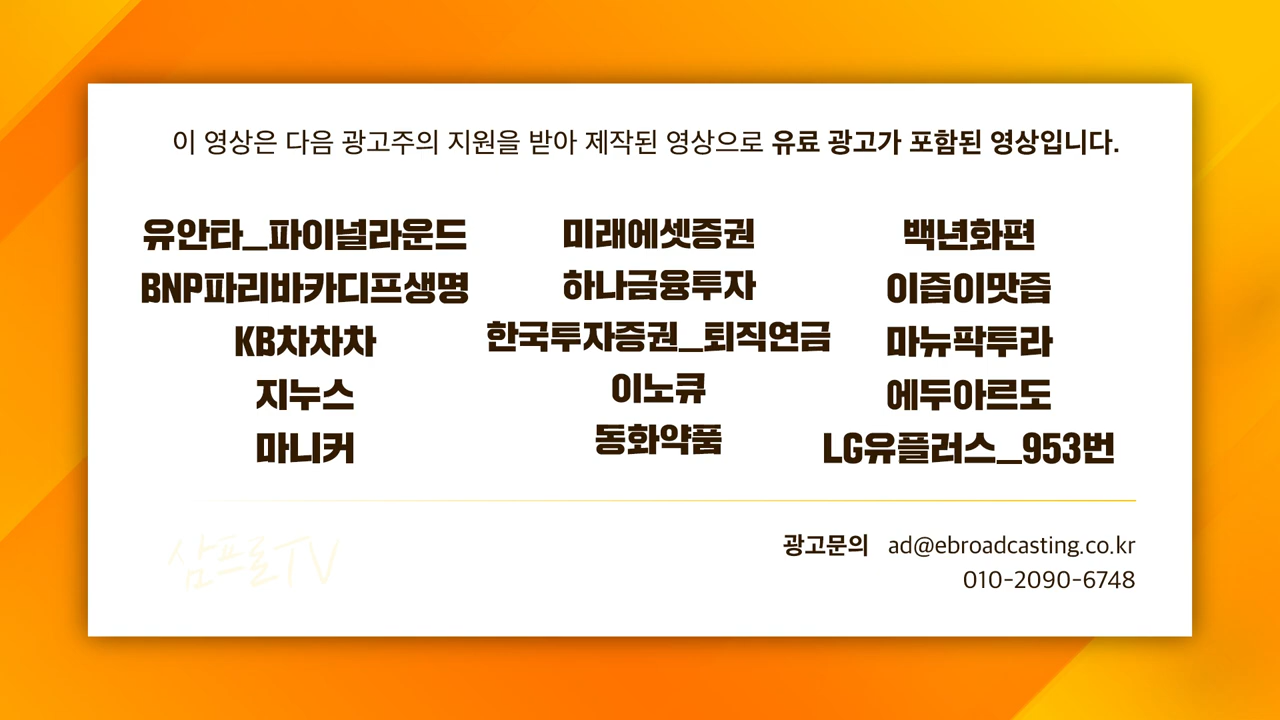 이 영상은 다음 광고주의 지원을 받아 제작된 영상으로 유료 광고가 포함된 영상입니다.
유안타_파이널라운드
BNP파리바카디프생명
KB차차차
지누스
마니커
미래에셋증권
하나금융투자
한국투자증권_퇴직연금
이노큐
동화약품
백년화편
이즙이맛즙
마뉴팍투라
에두아르도
LG유플러스_953번
삼프로TV
광고문의 ad@ebroadcasting.co.kr
010-2090-6748